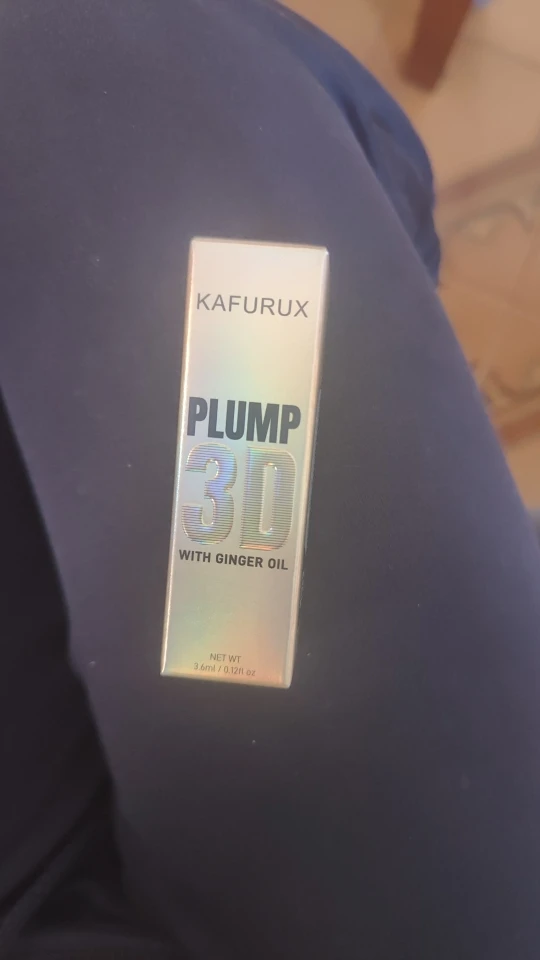 KAFURUX
PLUMP
3D
WITH GINGER OIL
NET WT
3.6ml / 0.12fl oz